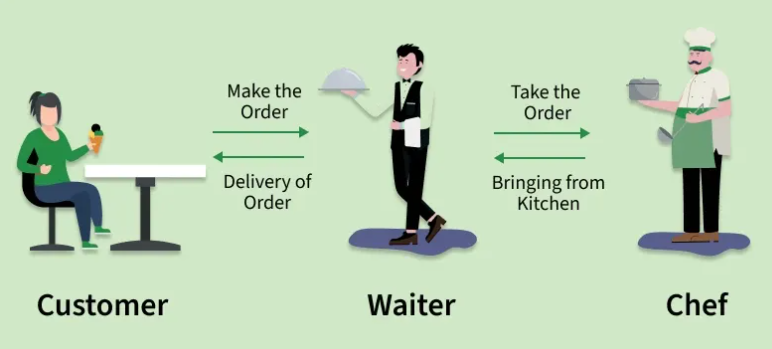 Make the
Order
Delivery of
Order
Take the
Order
Bringing from
Kitchen
Customer
Waiter
Chef